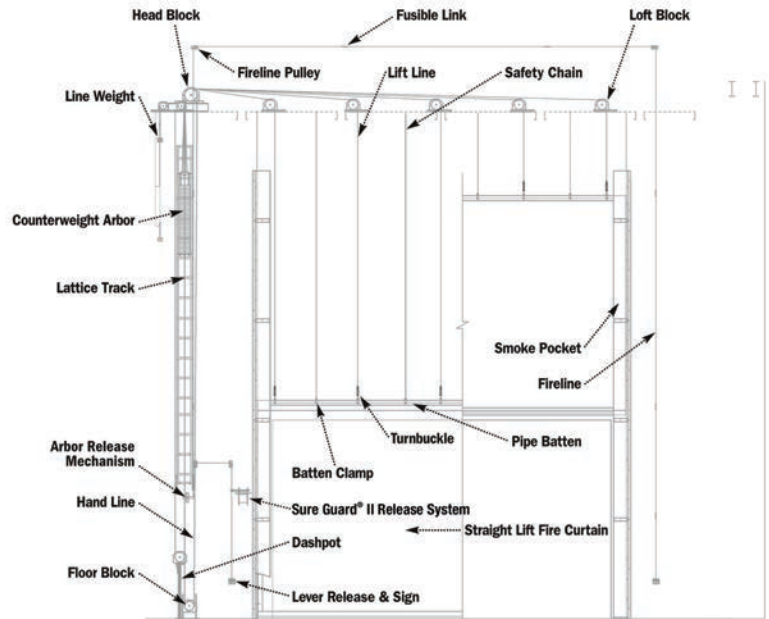 Head Block
Fusible Link
Loft Block
Fireline Pulley
Lift Line
Safety Chain
Line Weight
Counterweight Arbor
Lattice Track
Smoke Pocket
Fireline
Turnbuckle
Pipe Batten
Arbor Release
Mechanism
Batten Clamp
Hand Line
Sure Guard® II Release System
Straight Lift Fire Curtain
Dashpot
Floor Block
Lever Release & Sign